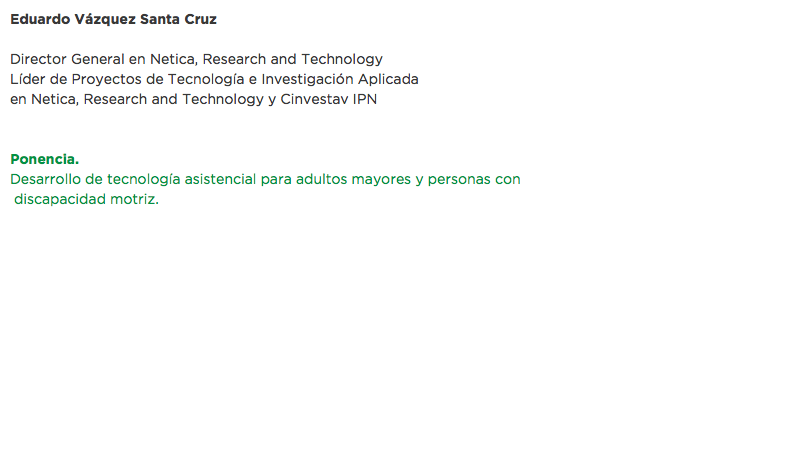 Eduardo Vázquez Santa Cruz
Director General en Netica, Research and Technology
Líder de Proyectos de Tecnología e Investigación Aplicada
en Netica, Research and Technology y Cinvestav IPN
Ponencia.
Desarrollo de tecnología asistencial para adultos mayores y personas con
discapacidad motriz.